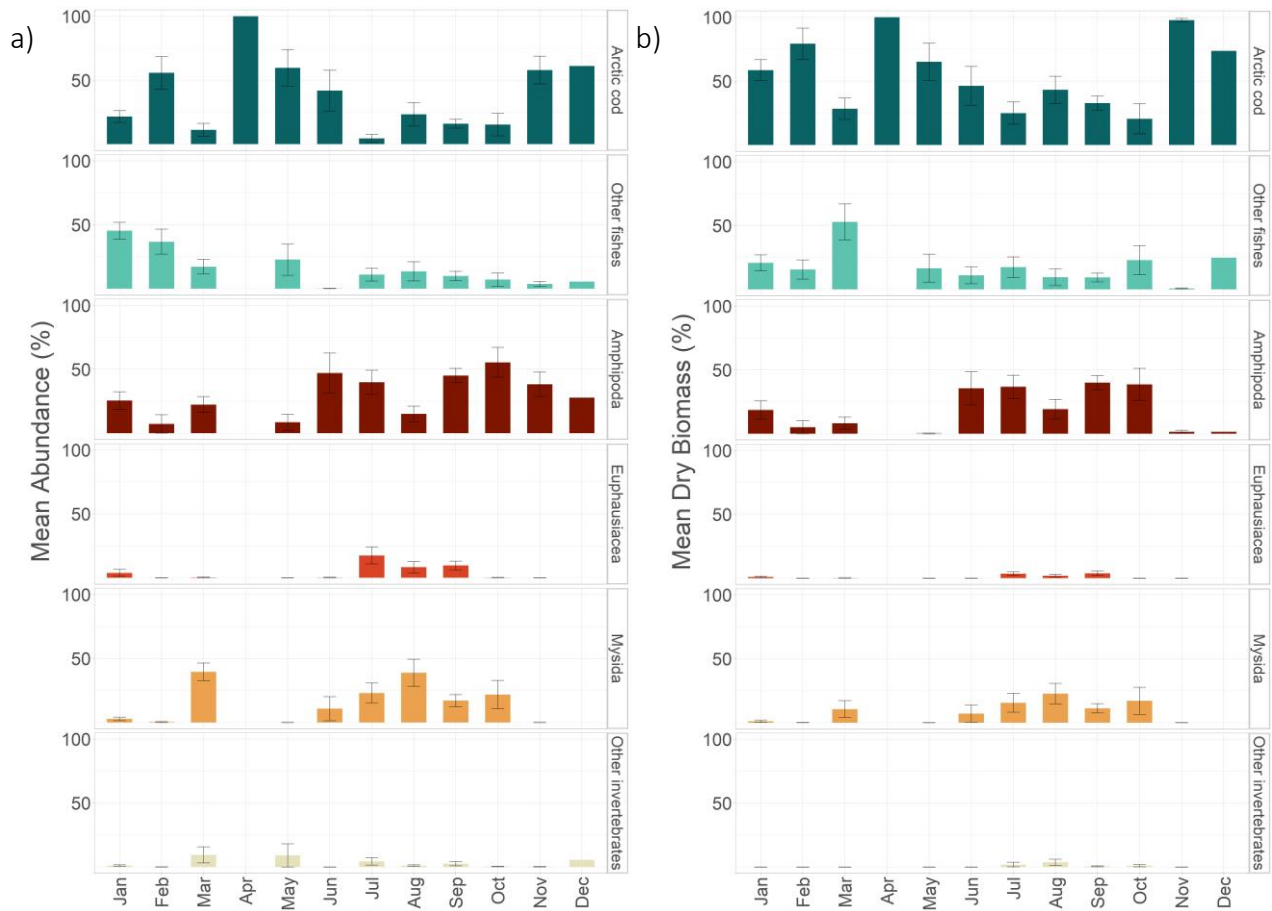 a)
Mean Abundance (%)
100
50
Arctic cod
100
50
Other fishes
100
50
Amphipoda
100
50
Euphausiacea
100
50
Mysida
100
50
Other invertebrates
Jan Feb Mar Apr May Jun Jul Aug Sep Oct Nov Dec
b)
Mean Dry Biomass (%)
100
50
Arctic cod
100
50
Other fishes
100
50
Amphipoda
100
50
Euphausiacea
100
50
Mysida
100
50
Other invertebrates
Jan Feb Mar Apr May Jun Jul Aug Sep Oct Nov Dec